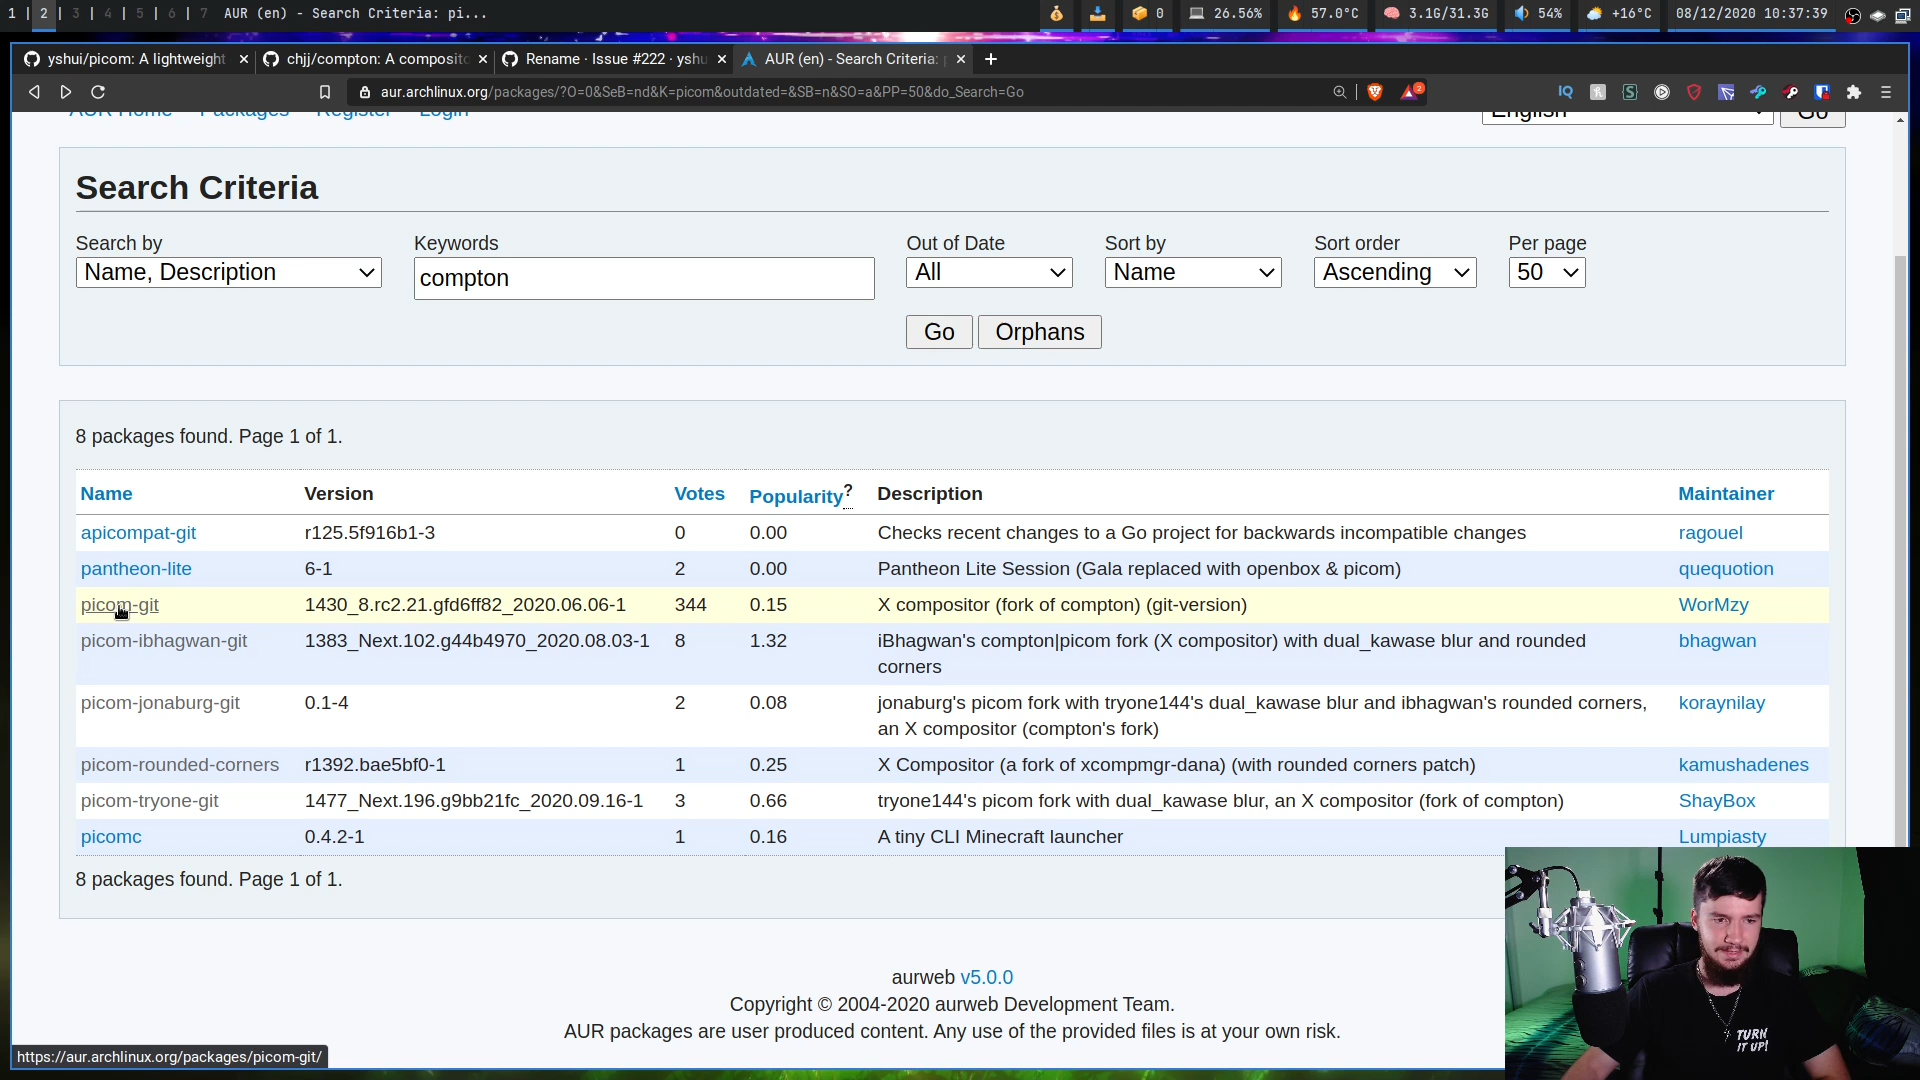 1 | 2 | 3 | 4 | 5 | 6 | 7 AUR (en) - Search Criteria: pi...
0 26.56% 57.0°C 3.1G/31.3G 54% +16°C 08/12/2020 10:37:39
yshui/picom: A lightweight × chjj/compton: A composito × Rename · Issue #222 · yshu × AUR (en) - Search Criteria: p × +
aur.archlinux.org/packages/?O=0&SeB=nd&K=picom&outdated=&SB=n&SO=a&PP=50&do_Search=Go 2 IQ
AUR Home Packages Register Login English Go
Search Criteria
Search by Keywords Out of Date Sort by Sort order Per page
Name, Description compton All Name Ascending 50
Go Orphans
8 packages found. Page 1 of 1.
Name Version Votes Popularity? Description Maintainer
apicompat-git r125.5f916b1-3 0 0.00 Checks recent changes to a Go project for backwards incompatible changes ragouel
pantheon-lite 6-1 2 0.00 Pantheon Lite Session (Gala replaced with openbox & picom) quequotion
picom-git 1430_8.rc2.21.gfd6ff82_2020.06.06-1 344 0.15 X compositor (fork of compton) (git-version) WorMzy
picom-ibhagwan-git 1383_Next.102.g44b4970_2020.08.03-1 8 1.32 iBhagwan's compton|picom fork (X compositor) with dual_kawase blur and rounded bhagwan
corners
picom-jonaburg-git 0.1-4 2 0.08 jonaburg's picom fork with tryone144's dual_kawase blur and ibhagwan's rounded corners, koraynilay
an X compositor (compton's fork)
picom-rounded-corners r1392.bae5bf0-1 1 0.25 X Compositor (a fork of xcompmgr-dana) (with rounded corners patch) kamushadenes
picom-tryone-git 1477_Next.196.g9bb21fc_2020.09.16-1 3 0.66 tryone144's picom fork with dual_kawase blur, an X compositor (fork of compton) ShayBox
picomc 0.4.2-1 1 0.16 A tiny CLI Minecraft launcher Lumpiasty
8 packages found. Page 1 of 1.
aurweb v5.0.0
Copyright © 2004-2020 aurweb Development Team.
AUR packages are user produced content. Any use of the provided files is at your own risk.
https://aur.archlinux.org/packages/picom-git/
TURN
IT UP!